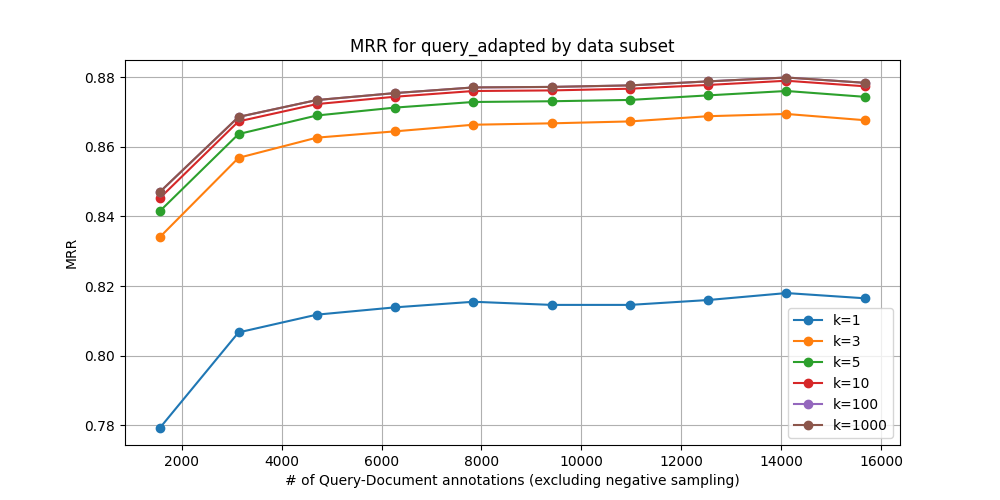 MRR for query_adapted by data subset
0.88
0.86
0.84
0.82
0.80
0.78
MRR
2000 4000 6000 8000 10000 12000 14000 16000
# of Query-Document annotations (excluding negative sampling)
k=1
k=3
k=5
k=10
k=100
k=1000